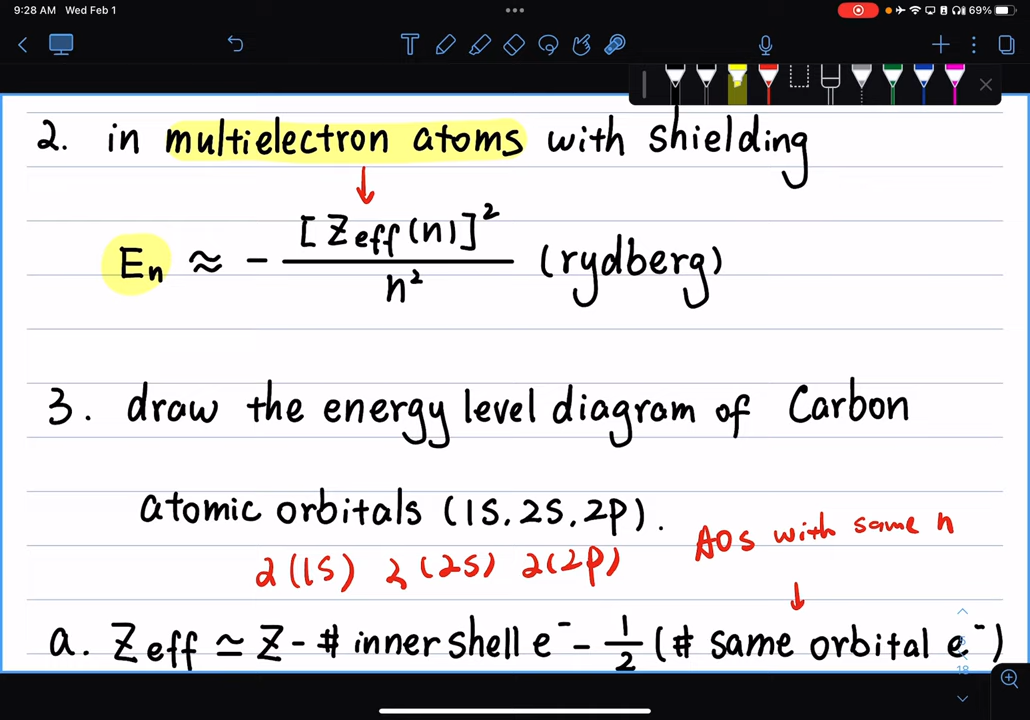 9:28 AM Wed Feb 1
69%
2. in multielectron atoms with shielding
En ≈ - [Zeff(n)]² / n² (rydberg)
3. draw the energy level diagram of Carbon
atomic orbitals (1s, 2s, 2p).
AOs with same n
2(1s) 2(2s) 2(2p)
a. Zeff ≃ Z - # inner shell e⁻ - 1/2 (# same orbital e⁻)
18